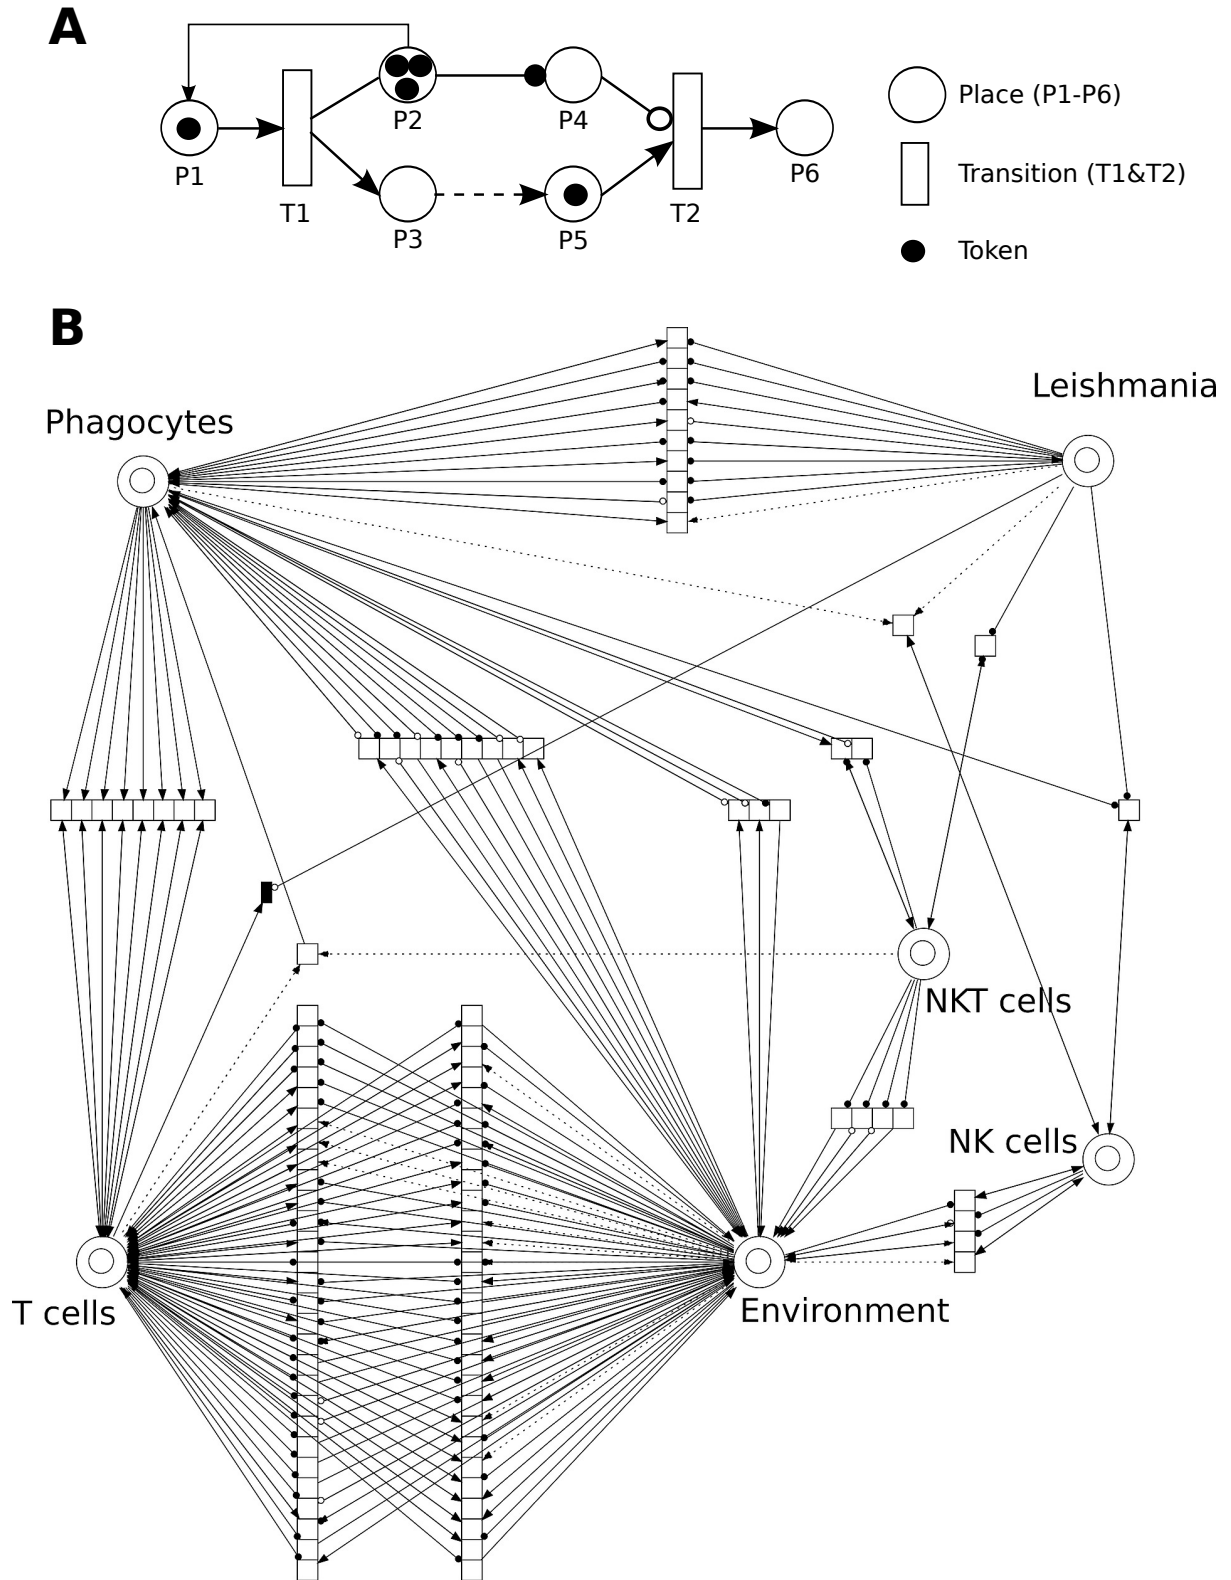 A
P1
T1
P2
P3
P4
P5
T2
P6
Place (P1-P6)
Transition (T1&T2)
Token
B
Leishmania
Phagocytes
NKT cells
NK cells
T cells
Environment